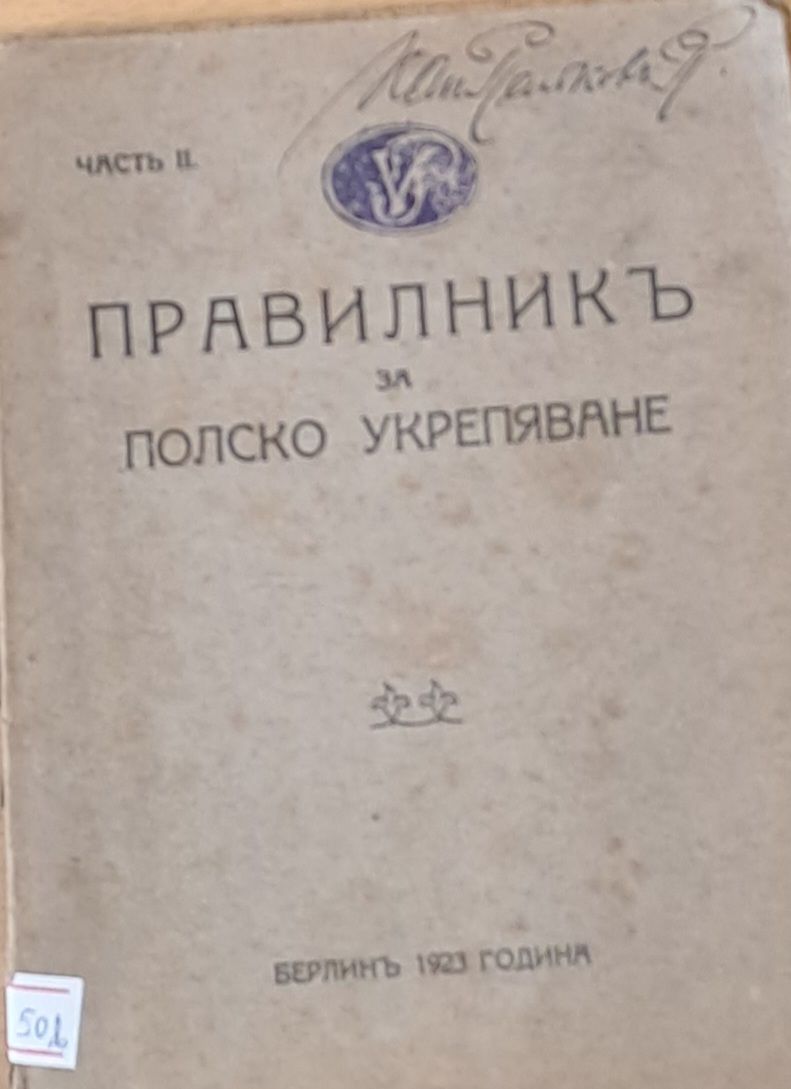 ЧАСТЬ II.
ПРАВИЛНИКЪ
ЗА
ПОЛСКО УКРЕПЯВАНЕ
БЕРЛИНЪ 1923 ГОДИНА